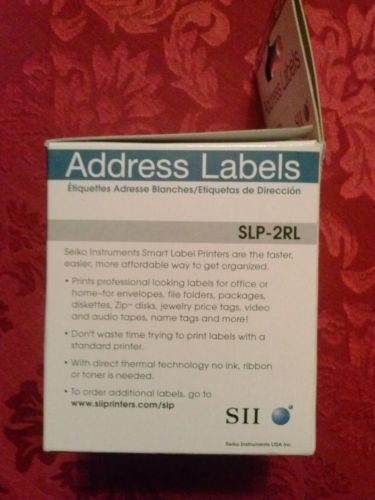 Address Labels
SII
Address Labels
Étiquettes Adresse Blanches/Etiquetas de Dirección
SLP-2RL
Seiko Instruments Smart Label Printers are the faster,
easier, more affordable way to get organized.
• Prints professional looking labels for office or
home-for envelopes, file folders, packages,
diskettes, Zip™ disks, jewelry price tags, video
and audio tapes, name tags and more!
• Don't waste time trying to print labels with a
standard printer.
• With direct thermal technology no ink, ribbon
or toner is needed.
• To order additional labels, go to
www.siiprinters.com/slp
SII
Seiko Instruments USA Inc.